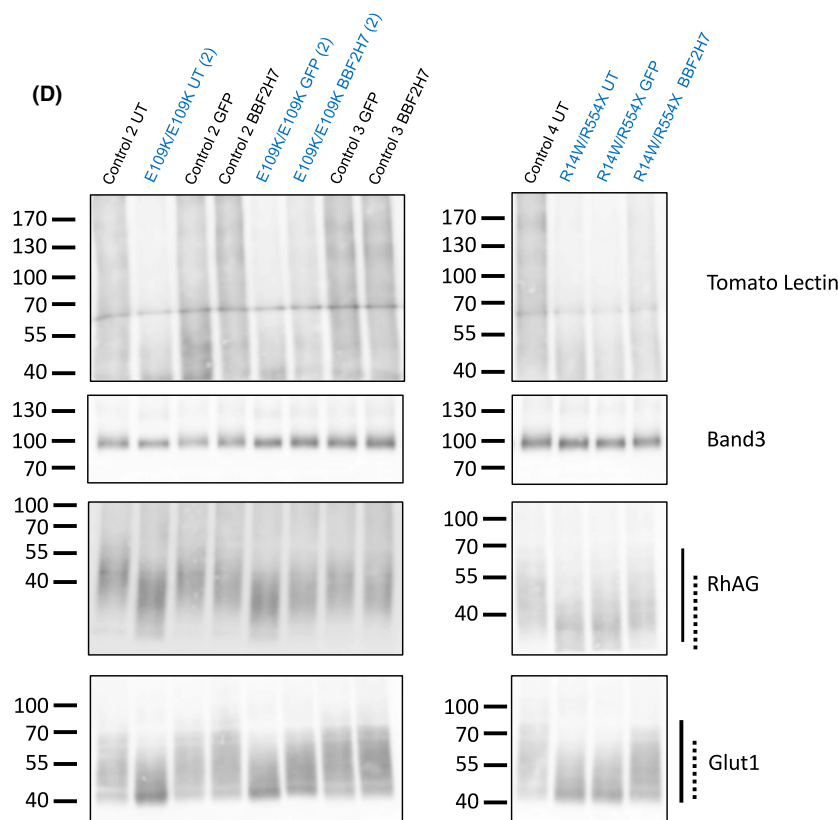 (D)
Control 2 UT
E109K/E109K UT (2)
Control 2 GFP
Control 2 BBF2H7
E109K/E109K GFP (2)
E109K/E109K BBF2H7 (2)
Control 3 GFP
Control 3 BBF2H7
Control 4 UT
R14W/R554X UT
R14W/R554X GFP
R14W/R554X BBF2H7
170
130
100
70
55
40
170
130
100
70
55
40
Tomato Lectin
130
100
70
130
100
70
Band3
100
70
55
40
100
70
55
40
RhAG
100
70
55
40
100
70
55
40
Glut1